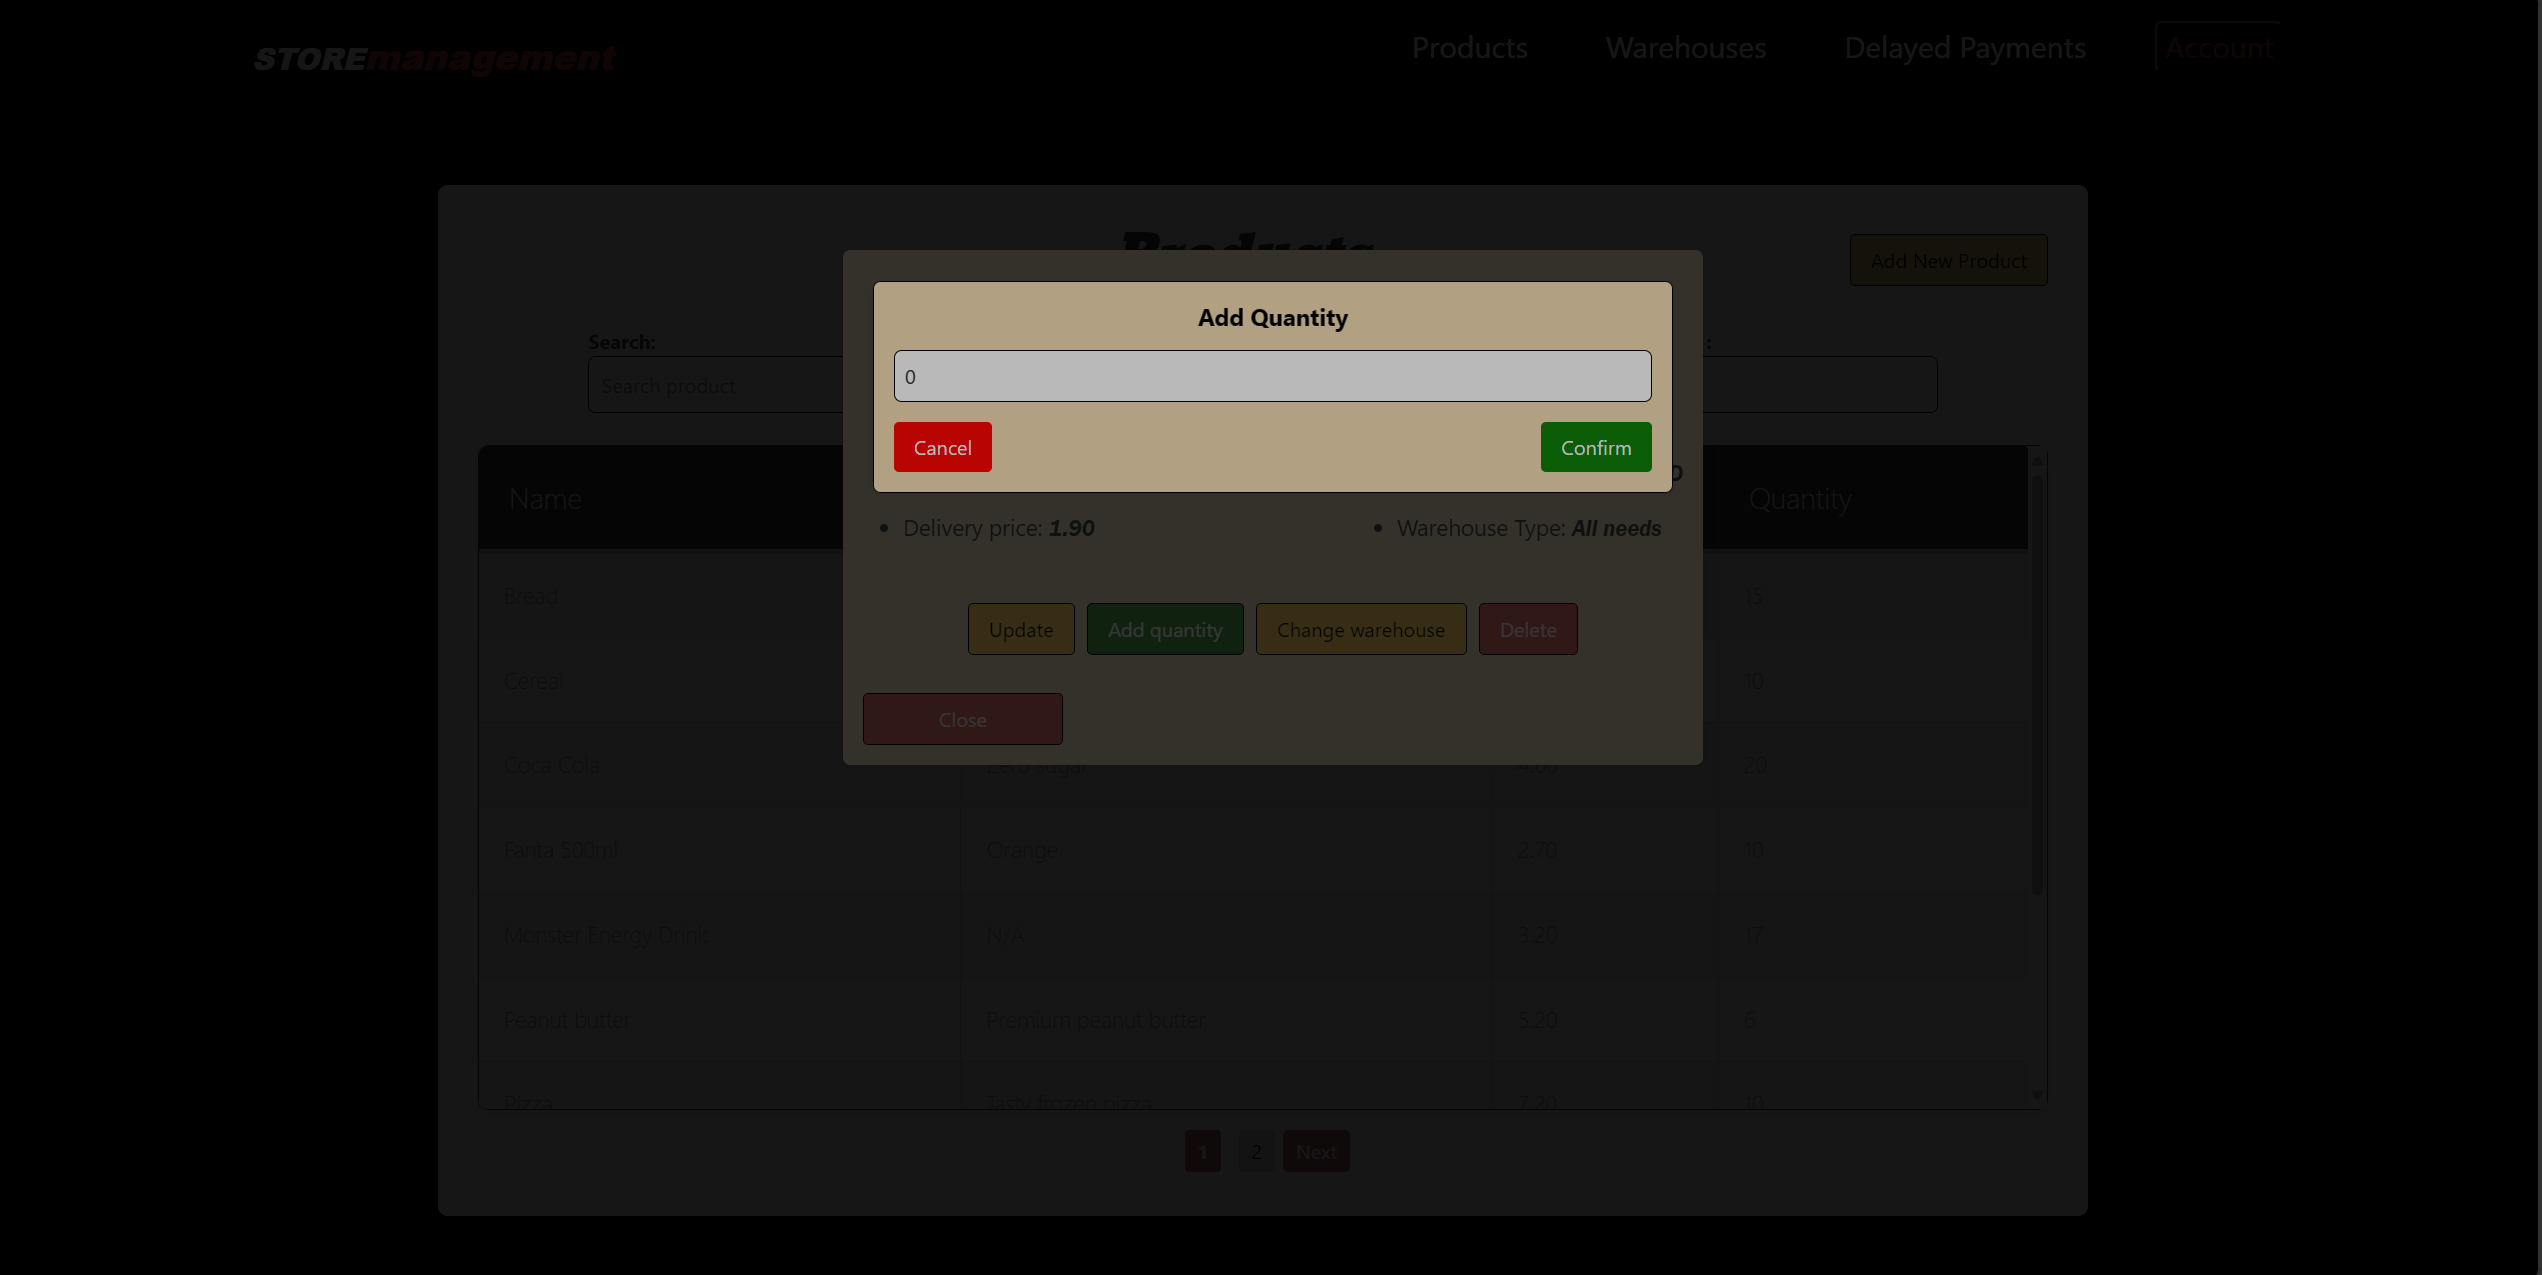 STOREmanagement
Products
Warehouses
Delayed Payments
Account
Products
Add New Product
Search:
Search product
Add Quantity
0
Cancel
Confirm
Delivery price: 1.90
Warehouse Type: All needs
Update
Add quantity
Change warehouse
Delete
Close
Name
Quantity
Bread
15
Cereal
10
Coca Cola
Zero sugar
4.00
20
Fanta 500ml
Orange
2.70
10
Monster Energy Drink
N/A
3.20
17
Peanut butter
Premium peanut butter
5.20
6
Pizza
Tasty frozen pizza
7.20
10
1
2
Next